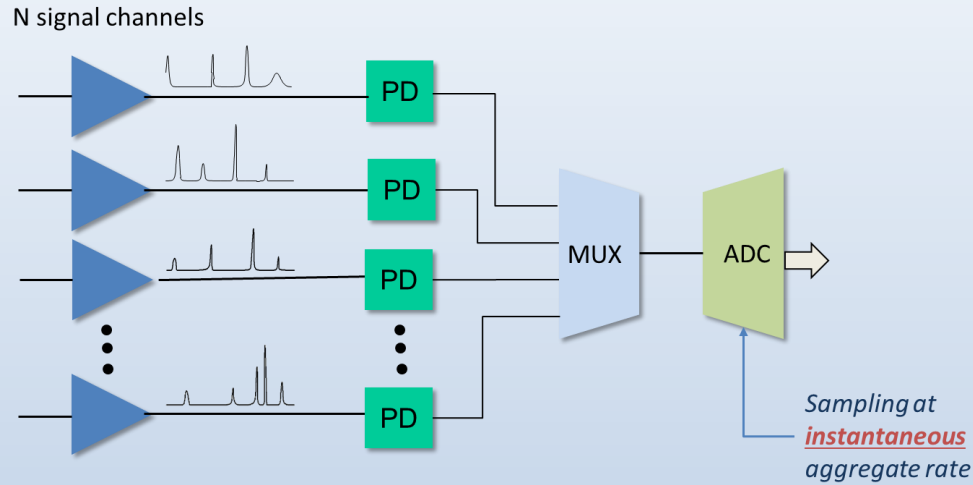 N signal channels
PD
PD
PD
PD
MUX
ADC
Sampling at
instantaneous
aggregate rate